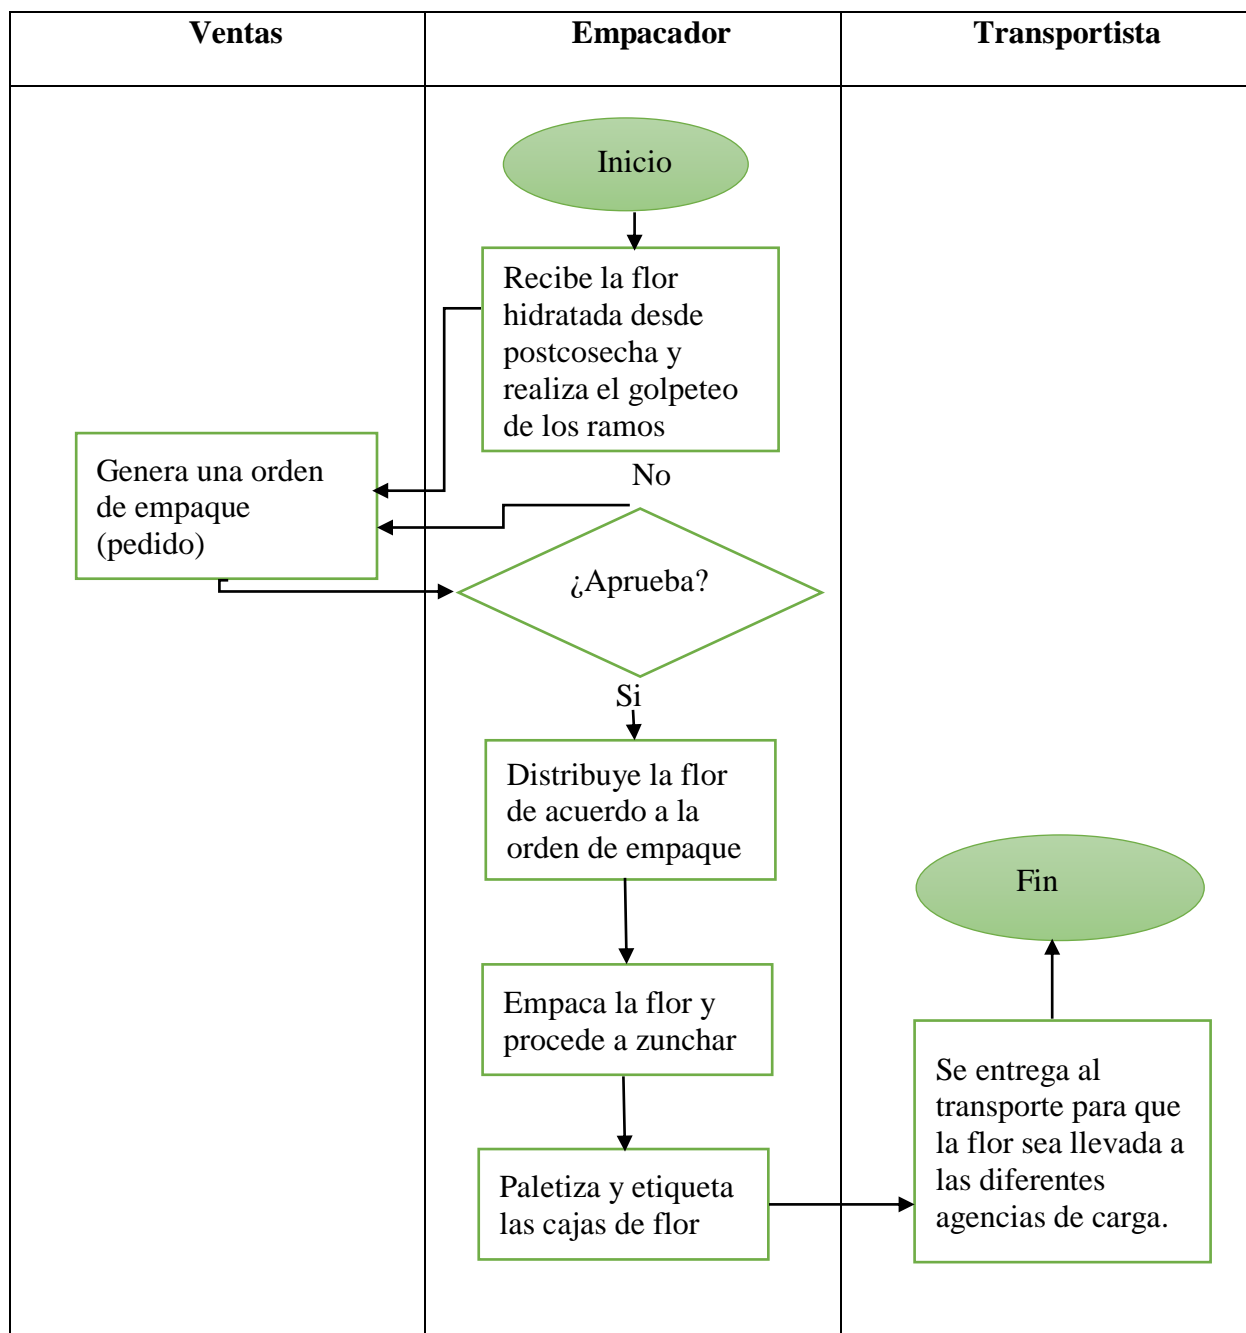 Ventas
Empacador
Transportista
Inicio
Recibe la flor
hidratada desde
postcosecha y
realiza el golpeteo
de los ramos
Genera una orden
de empaque
(pedido)
No
¿Aprueba?
Si
Distribuye la flor
de acuerdo a la
orden de empaque
Empaca la flor y
procede a zunchar
Paletiza y etiqueta
las cajas de flor
Se entrega al
transporte para que
la flor sea llevada a
las diferentes
agencias de carga.
Fin